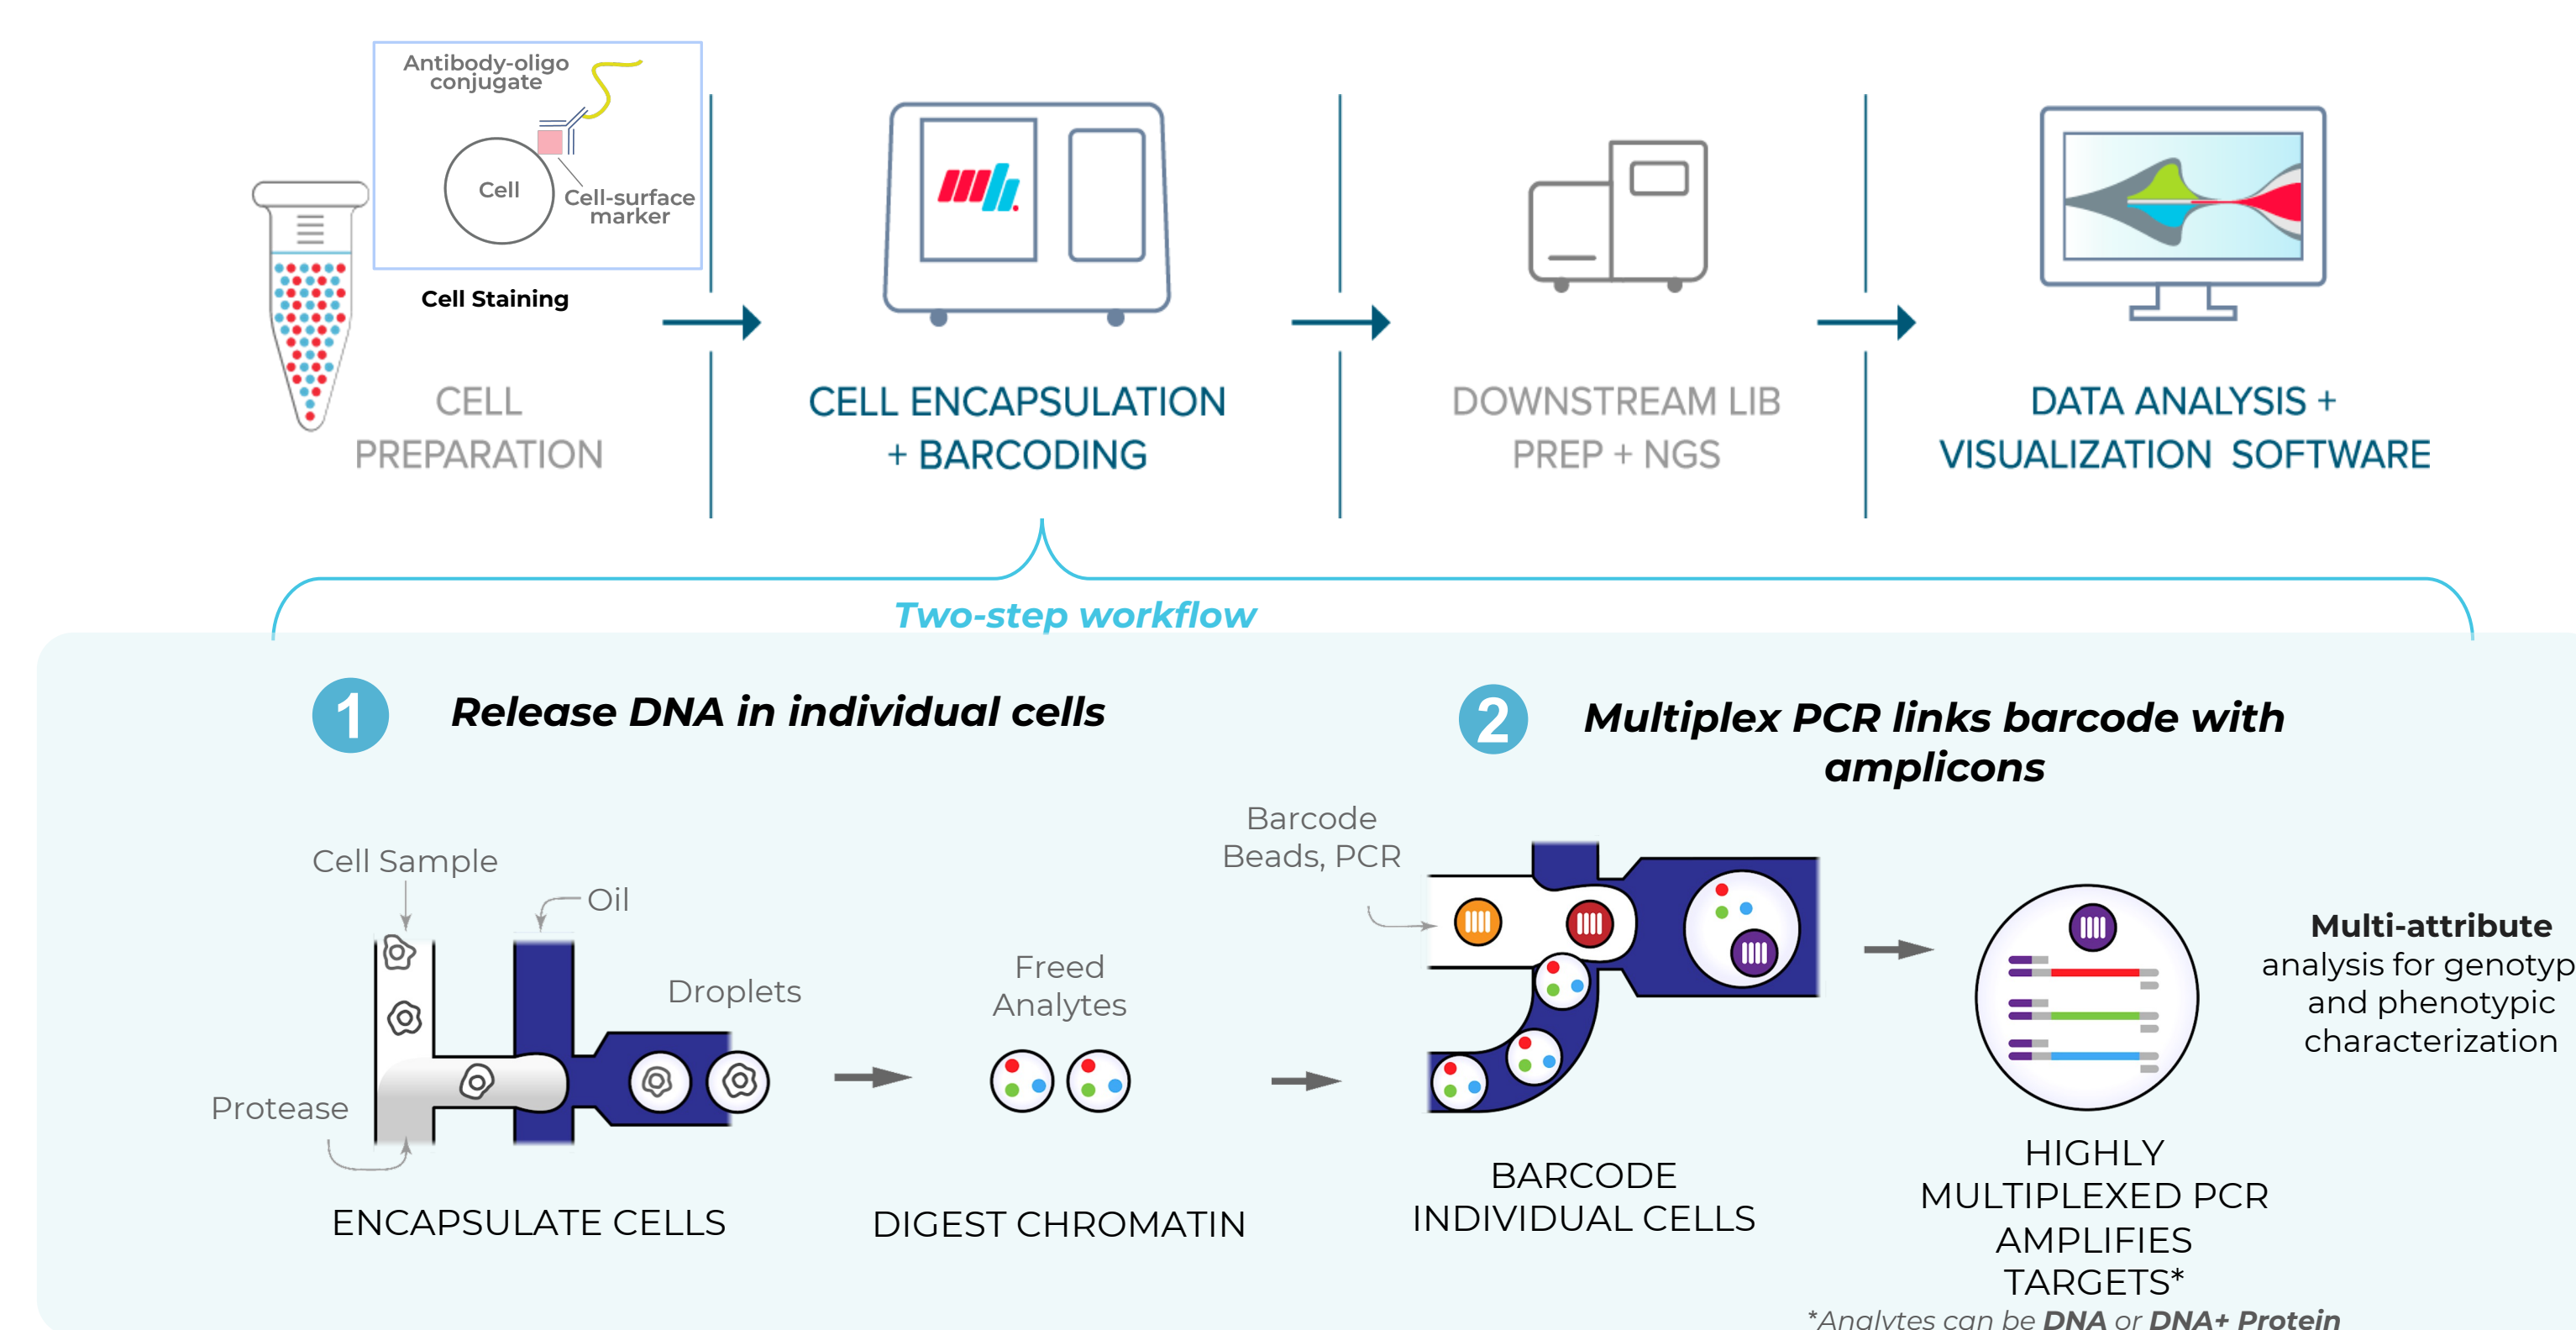 Antibody-oligo
conjugate
Cell
Cell-surface
marker
Cell Staining
CELL
PREPARATION
CELL ENCAPSULATION
+ BARCODING
DOWNSTREAM LIB
PREP + NGS
DATA ANALYSIS +
VISUALIZATION SOFTWARE
Two-step workflow
1
Release DNA in individual cells
2
Multiplex PCR links barcode with
amplicons
Cell Sample
Oil
Droplets
Protease
ENCAPSULATE CELLS
Freed
Analytes
DIGEST CHROMATIN
Barcode
Beads, PCR
BARCODE
INDIVIDUAL CELLS
HIGHLY
MULTIPLEXED PCR
AMPLIFIES
TARGETS*
Multi-attribute
analysis for genotyp
and phenotypic
characterization
*Analytes can be DNA or DNA+ Protein